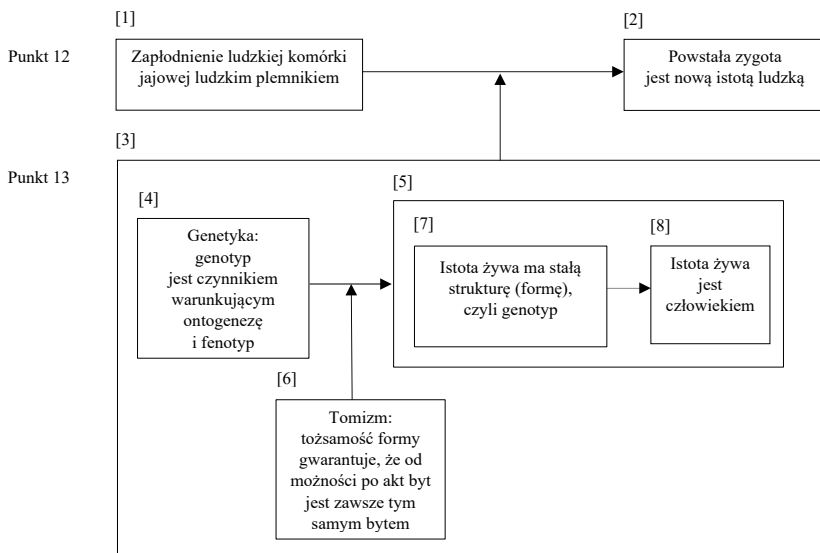 [1]
[2]
Punkt 12
Zapłodnienie ludzkiej komórki
jajowej ludzkim plemnikiem
Powstała zygota
jest nową istotą ludzką
[3]
Punkt 13
[4]
Genetyka:
genotyp
jest czynnikiem
warunkującym
ontogenezę
i fenotyp
[5]
[7]
Istota żywa ma stałą
strukturę (formę),
czyli genotyp
[8]
Istota żywa
jest
człowiekiem
[6]
Tomizm:
tożsamość formy
gwarantuje, że od
możności po akt byt
jest zawsze tym
samym bytem